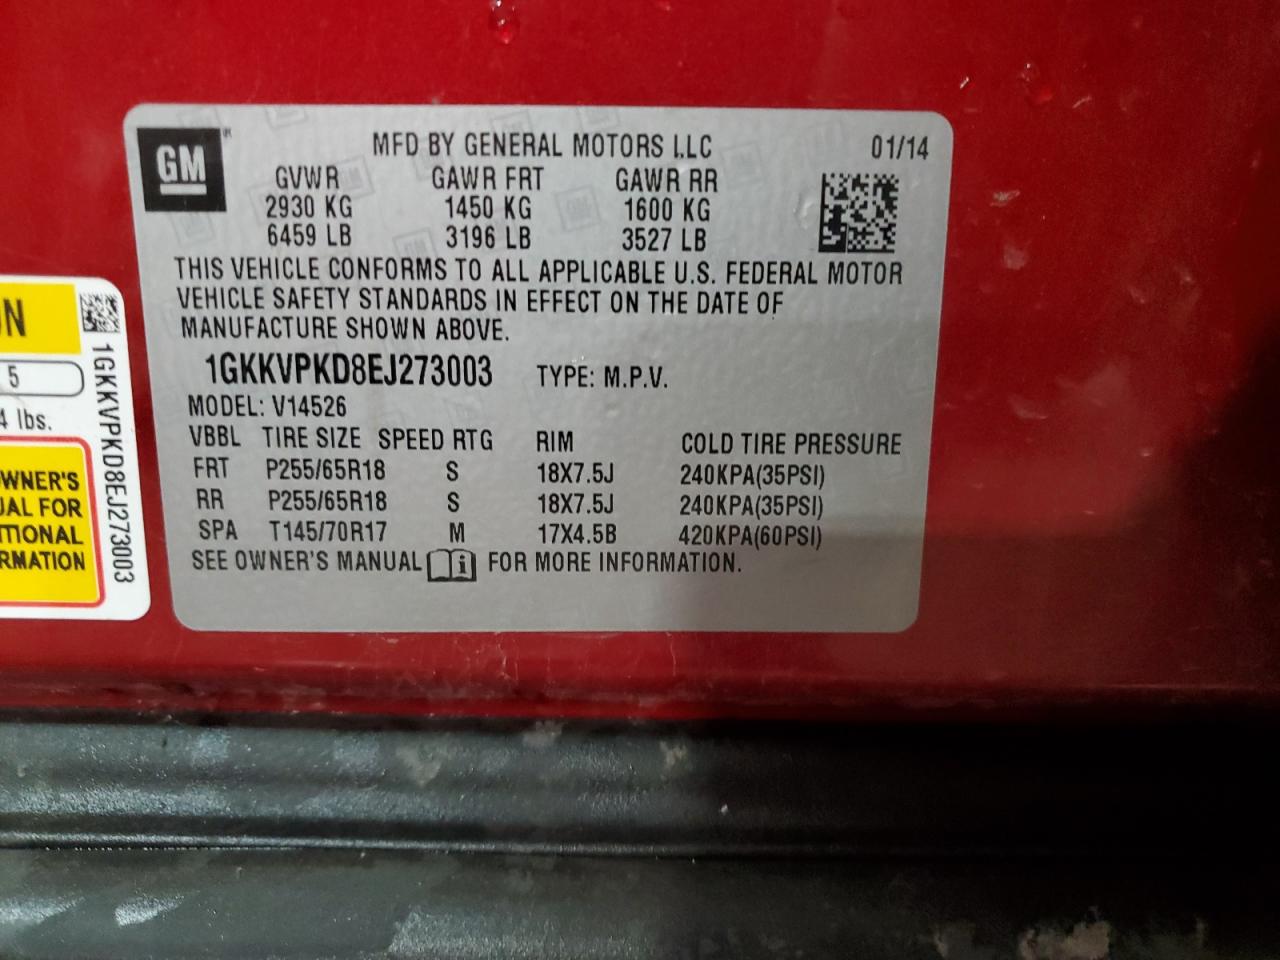 GM
MFD BY GENERAL MOTORS LLC
01/14
GVWR GAWR FRT GAWR RR
2930 KG 1450 KG 1600 KG
6459 LB 3196 LB 3527 LB
THIS VEHICLE CONFORMS TO ALL APPLICABLE U.S. FEDERAL MOTOR
VEHICLE SAFETY STANDARDS IN EFFECT ON THE DATE OF
MANUFACTURE SHOWN ABOVE.
1GKKVPKD8EJ273003 TYPE: M.P.V.
MODEL: V14526
VBBL TIRE SIZE SPEED RTG RIM COLD TIRE PRESSURE
FRT P255/65R18 S 18X7.5J 240KPA(35PSI)
RR P255/65R18 S 18X7.5J 240KPA(35PSI)
SPA T145/70R17 M 17X4.5B 420KPA(60PSI)
SEE OWNER'S MANUAL FOR MORE INFORMATION.
5
lbs.
1GKKVPKD8EJ273003